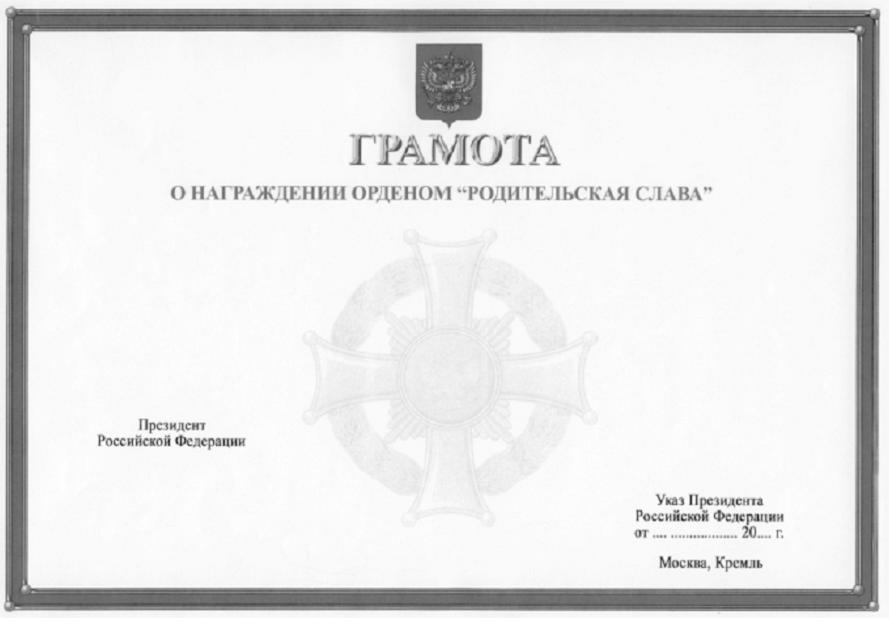 ГРАМОТА
О НАГРАЖДЕНИИ ОРДЕНОМ “РОДИТЕЛЬСКАЯ СЛАВА”
Президент
Российской Федерации
Указ Президента
Российской Федерации
от .... ................... 20.... г.
Москва, Кремль